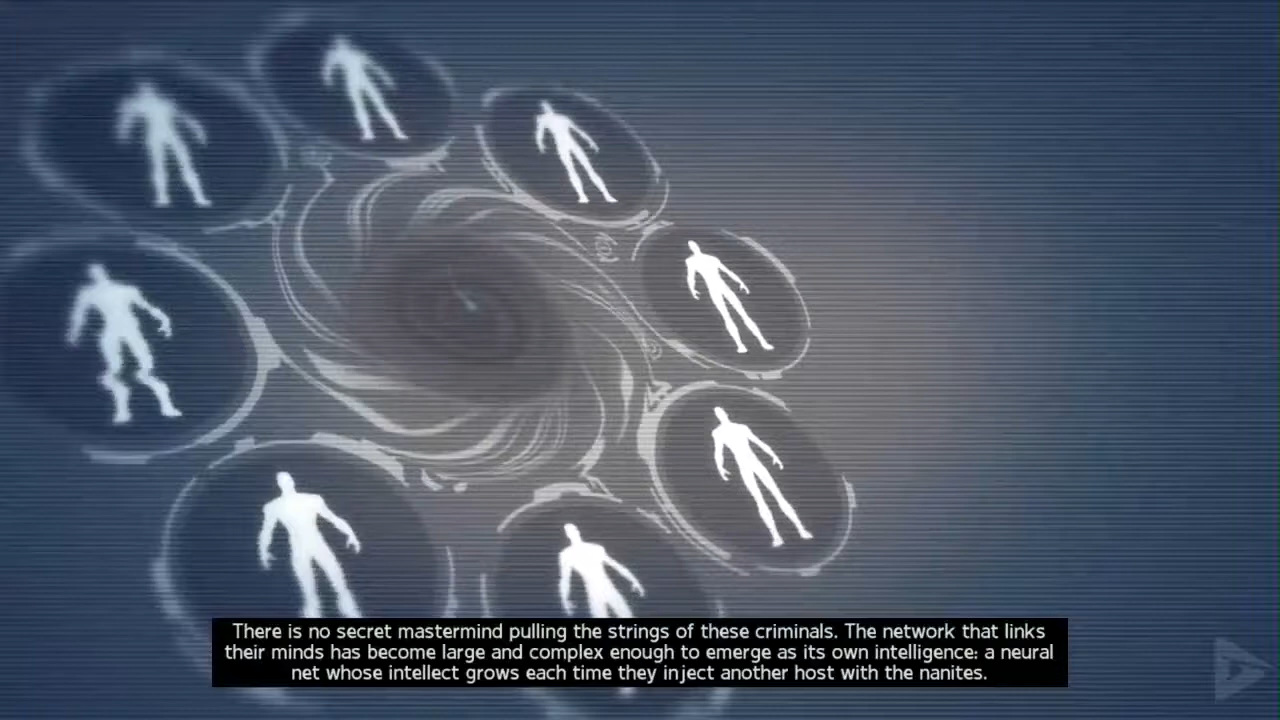 There is no secret mastermind pulling the strings of these criminals. The network that links
their minds has become large and complex enough to emerge as its own intelligence: a neural
net whose intellect grows each time they inject another host with the nanites.